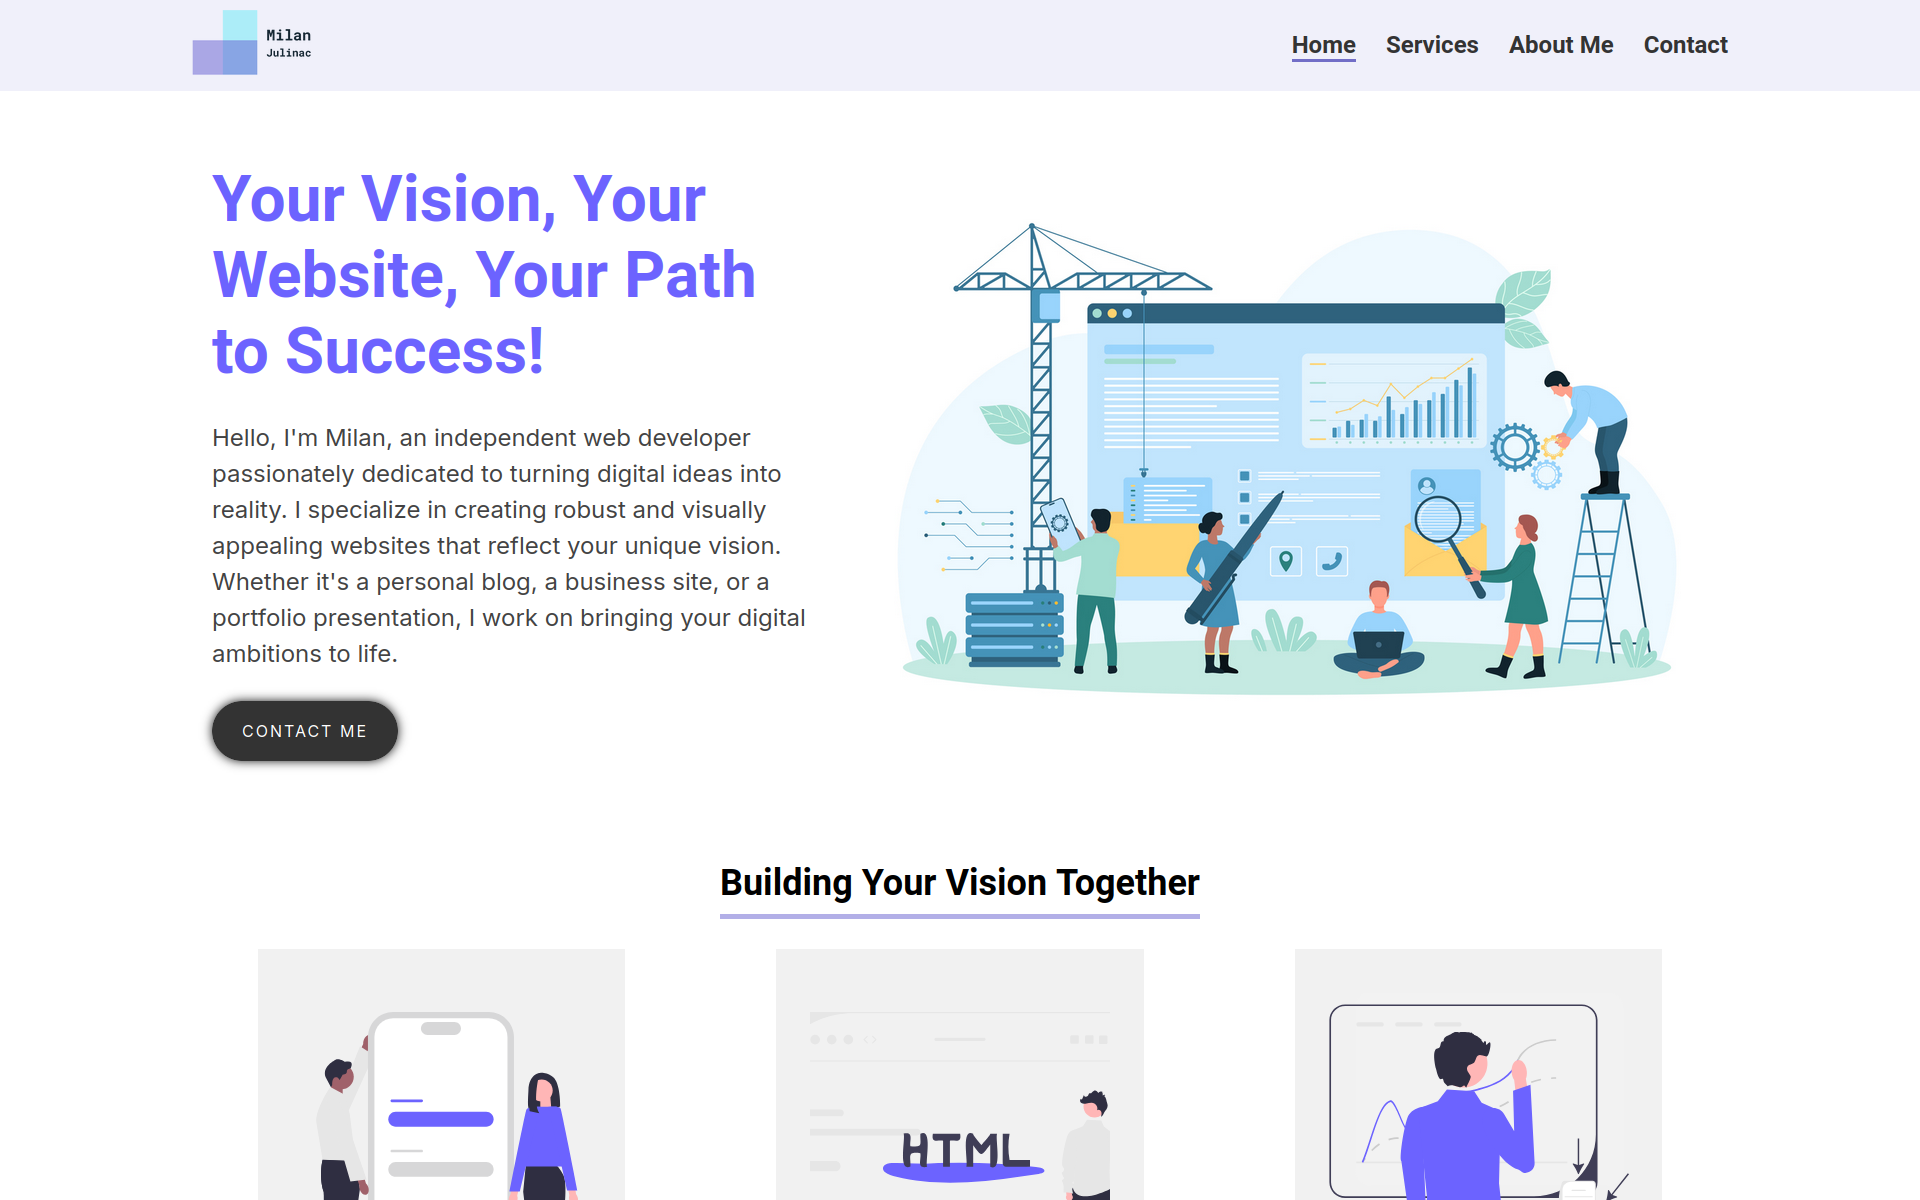 Milan
Julinac
Home Services About Me Contact
Your Vision, Your
Website, Your Path
to Success!
Hello, I'm Milan, an independent web developer
passionately dedicated to turning digital ideas into
reality. I specialize in creating robust and visually
appealing websites that reflect your unique vision.
Whether it's a personal blog, a business site, or a
portfolio presentation, I work on bringing your digital
ambitions to life.
CONTACT ME
Building Your Vision Together
HTML